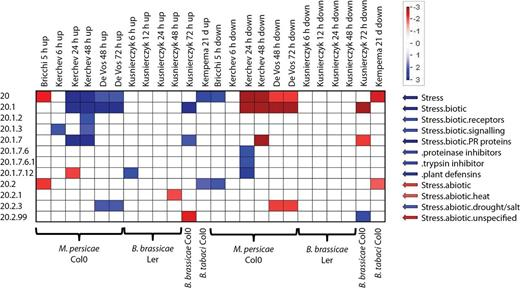 Bricchi 5 h up
Kerchev 6 h up
Kerchev 24 h up
Kerchev 48 h up
De Vos 48 h up
De Vos 72 h up
Kusnierczyk 6 h up
Kusnierczyk 12 h up
Kusnierczyk 24 h up
Kusnierczyk 48 h up
Kusnierczyk 72 h up
Kempema 21 d up
Bricchi 5 h down
Kerchev 6 h down
Kerchev 24 h down
Kerchev 48 h down
De Vos 48 h down
De Vos 72 h down
Kusnierczyk 6 h down
Kusnierczyk 12 h down
Kusnierczyk 24 h down
Kusnierczyk 48 h down
Kusnierczyk 72 h down
Kempema 21 d down
-3
-2
-1
0
1
2
3
20
20.1
20.1.2
20.1.3
20.1.7
20.1.7.6
20.1.7.6.1
20.1.7.12
20.2
20.2.1
20.2.3
20.2.99
Stress
Stress.biotic
Stress.biotic.receptors
Stress.biotic.signalling
Stress.biotic.PR proteins
.proteinase inhibitors
.trypsin inhibitor
.plant defensins
Stress.abiotic
Stress.abiotic.heat
Stress.abiotic.drought/salt
Stress.abiotic.unspecified
M. persicae
Col0
B. brassicae
Ler
B. brassicae Col0
B. tabaci Col0
M. persicae
Col0
B. brassicae
Ler
B. brassicae Col0
B. tabaci Col0